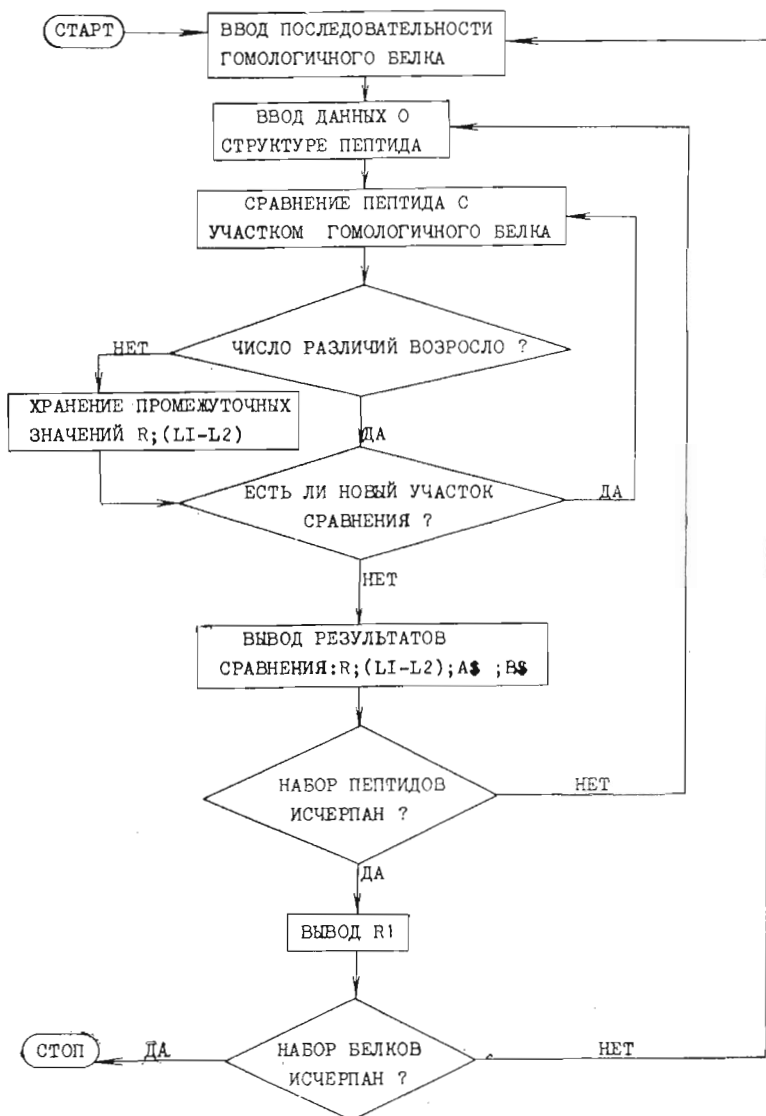 СТАРТ
ВВОД ПОСЛЕДОВАТЕЛЬНОСТИ
ГОМОЛОГИЧНОГО БЕЛКА
ВВОД ДАННЫХ О
СТРУКТУРЕ ПЕПТИДА
СРАВНЕНИЕ ПЕПТИДА С
УЧАСТКОМ ГОМОЛОГИЧНОГО БЕЛКА
НЕТ
ЧИСЛО РАЗЛИЧИЙ ВОЗРОСЛО ?
ХРАНЕНИЕ ПРОМЕЖУТОЧНЫХ
ЗНАЧЕНИЙ R;(LI-L2)
ДА
ЕСТЬ ЛИ НОВЫЙ УЧАСТОК
СРАВНЕНИЯ ?
ДА
НЕТ
ВЫВОД РЕЗУЛЬТАТОВ
СРАВНЕНИЯ:R;(LI-L2);A$ ;B$
НАБОР ПЕПТИДОВ
ИСЧЕРПАН ?
НЕТ
ДА
ВЫВОД R1
СТОП
ДА
НАБОР БЕЛКОВ
ИСЧЕРПАН ?
НЕТ